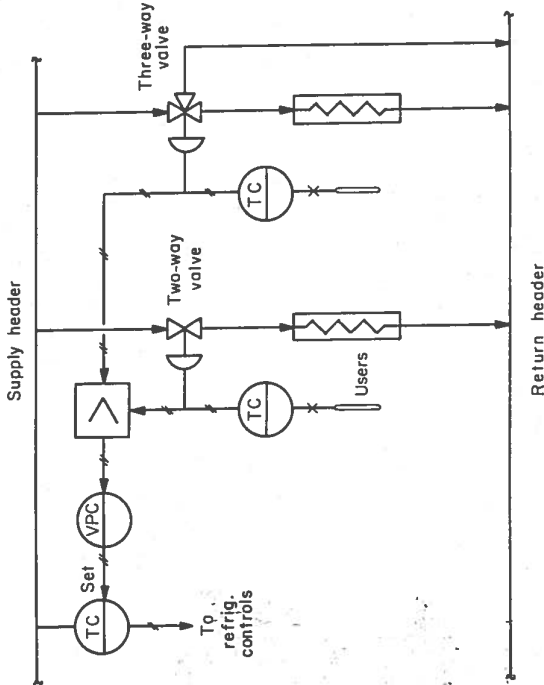 Supply header
Three-way
valve
TC
Two-way
valve
>
TC
Users
VPC
Set
TC
To
refrig.
controls
Return header